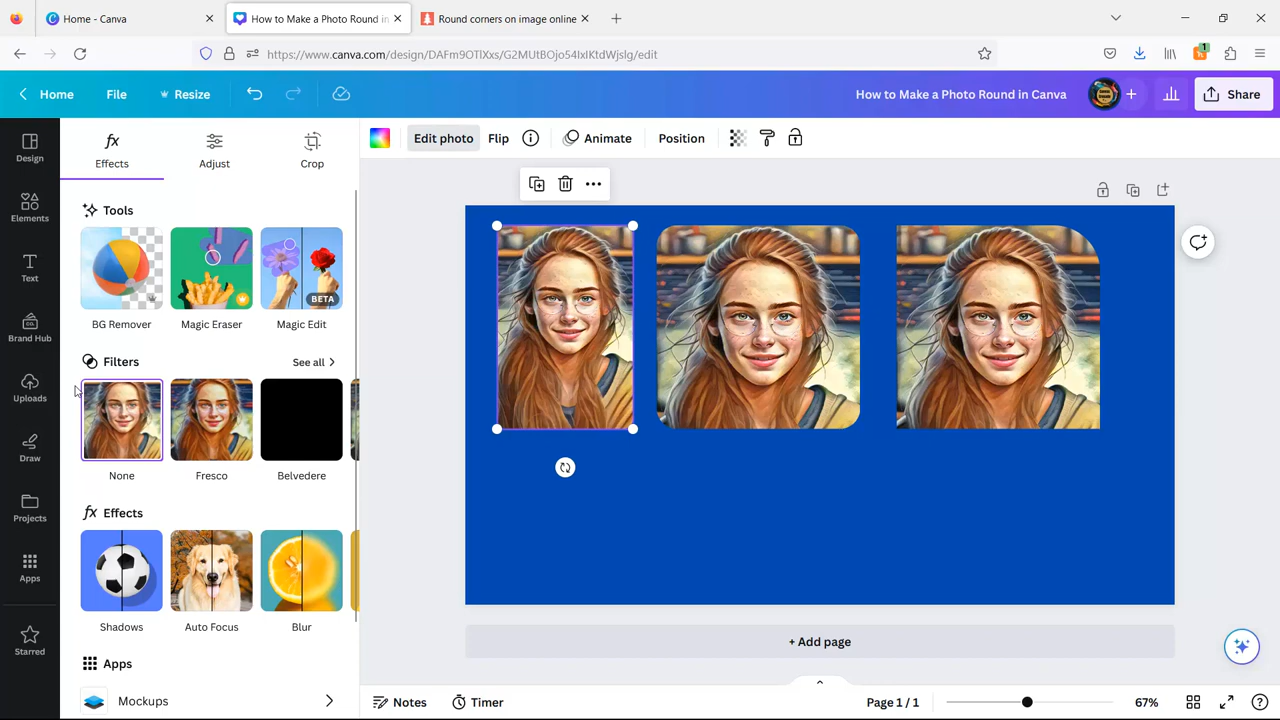 Home - Canva
How to Make a Photo Round in
Round corners on image online
https://www.canva.com/design/DAFm9OTlXxs/G2MUtBOjo54IxIKtdWjslg/edit
1
Home
File
Resize
How to Make a Photo Round in Canva
Share
Design
Elements
Text
Brand Hub
Uploads
Draw
Projects
Apps
Starred
Effects
Adjust
Crop
Edit photo
Flip
Animate
Position
Tools
BG Remover
Magic Eraser
BETA
Magic Edit
Filters
See all
None
Fresco
Belvedere
fx Effects
Shadows
Auto Focus
Blur
Apps
Mockups
+ Add page
Notes
Timer
Page 1 / 1
67%